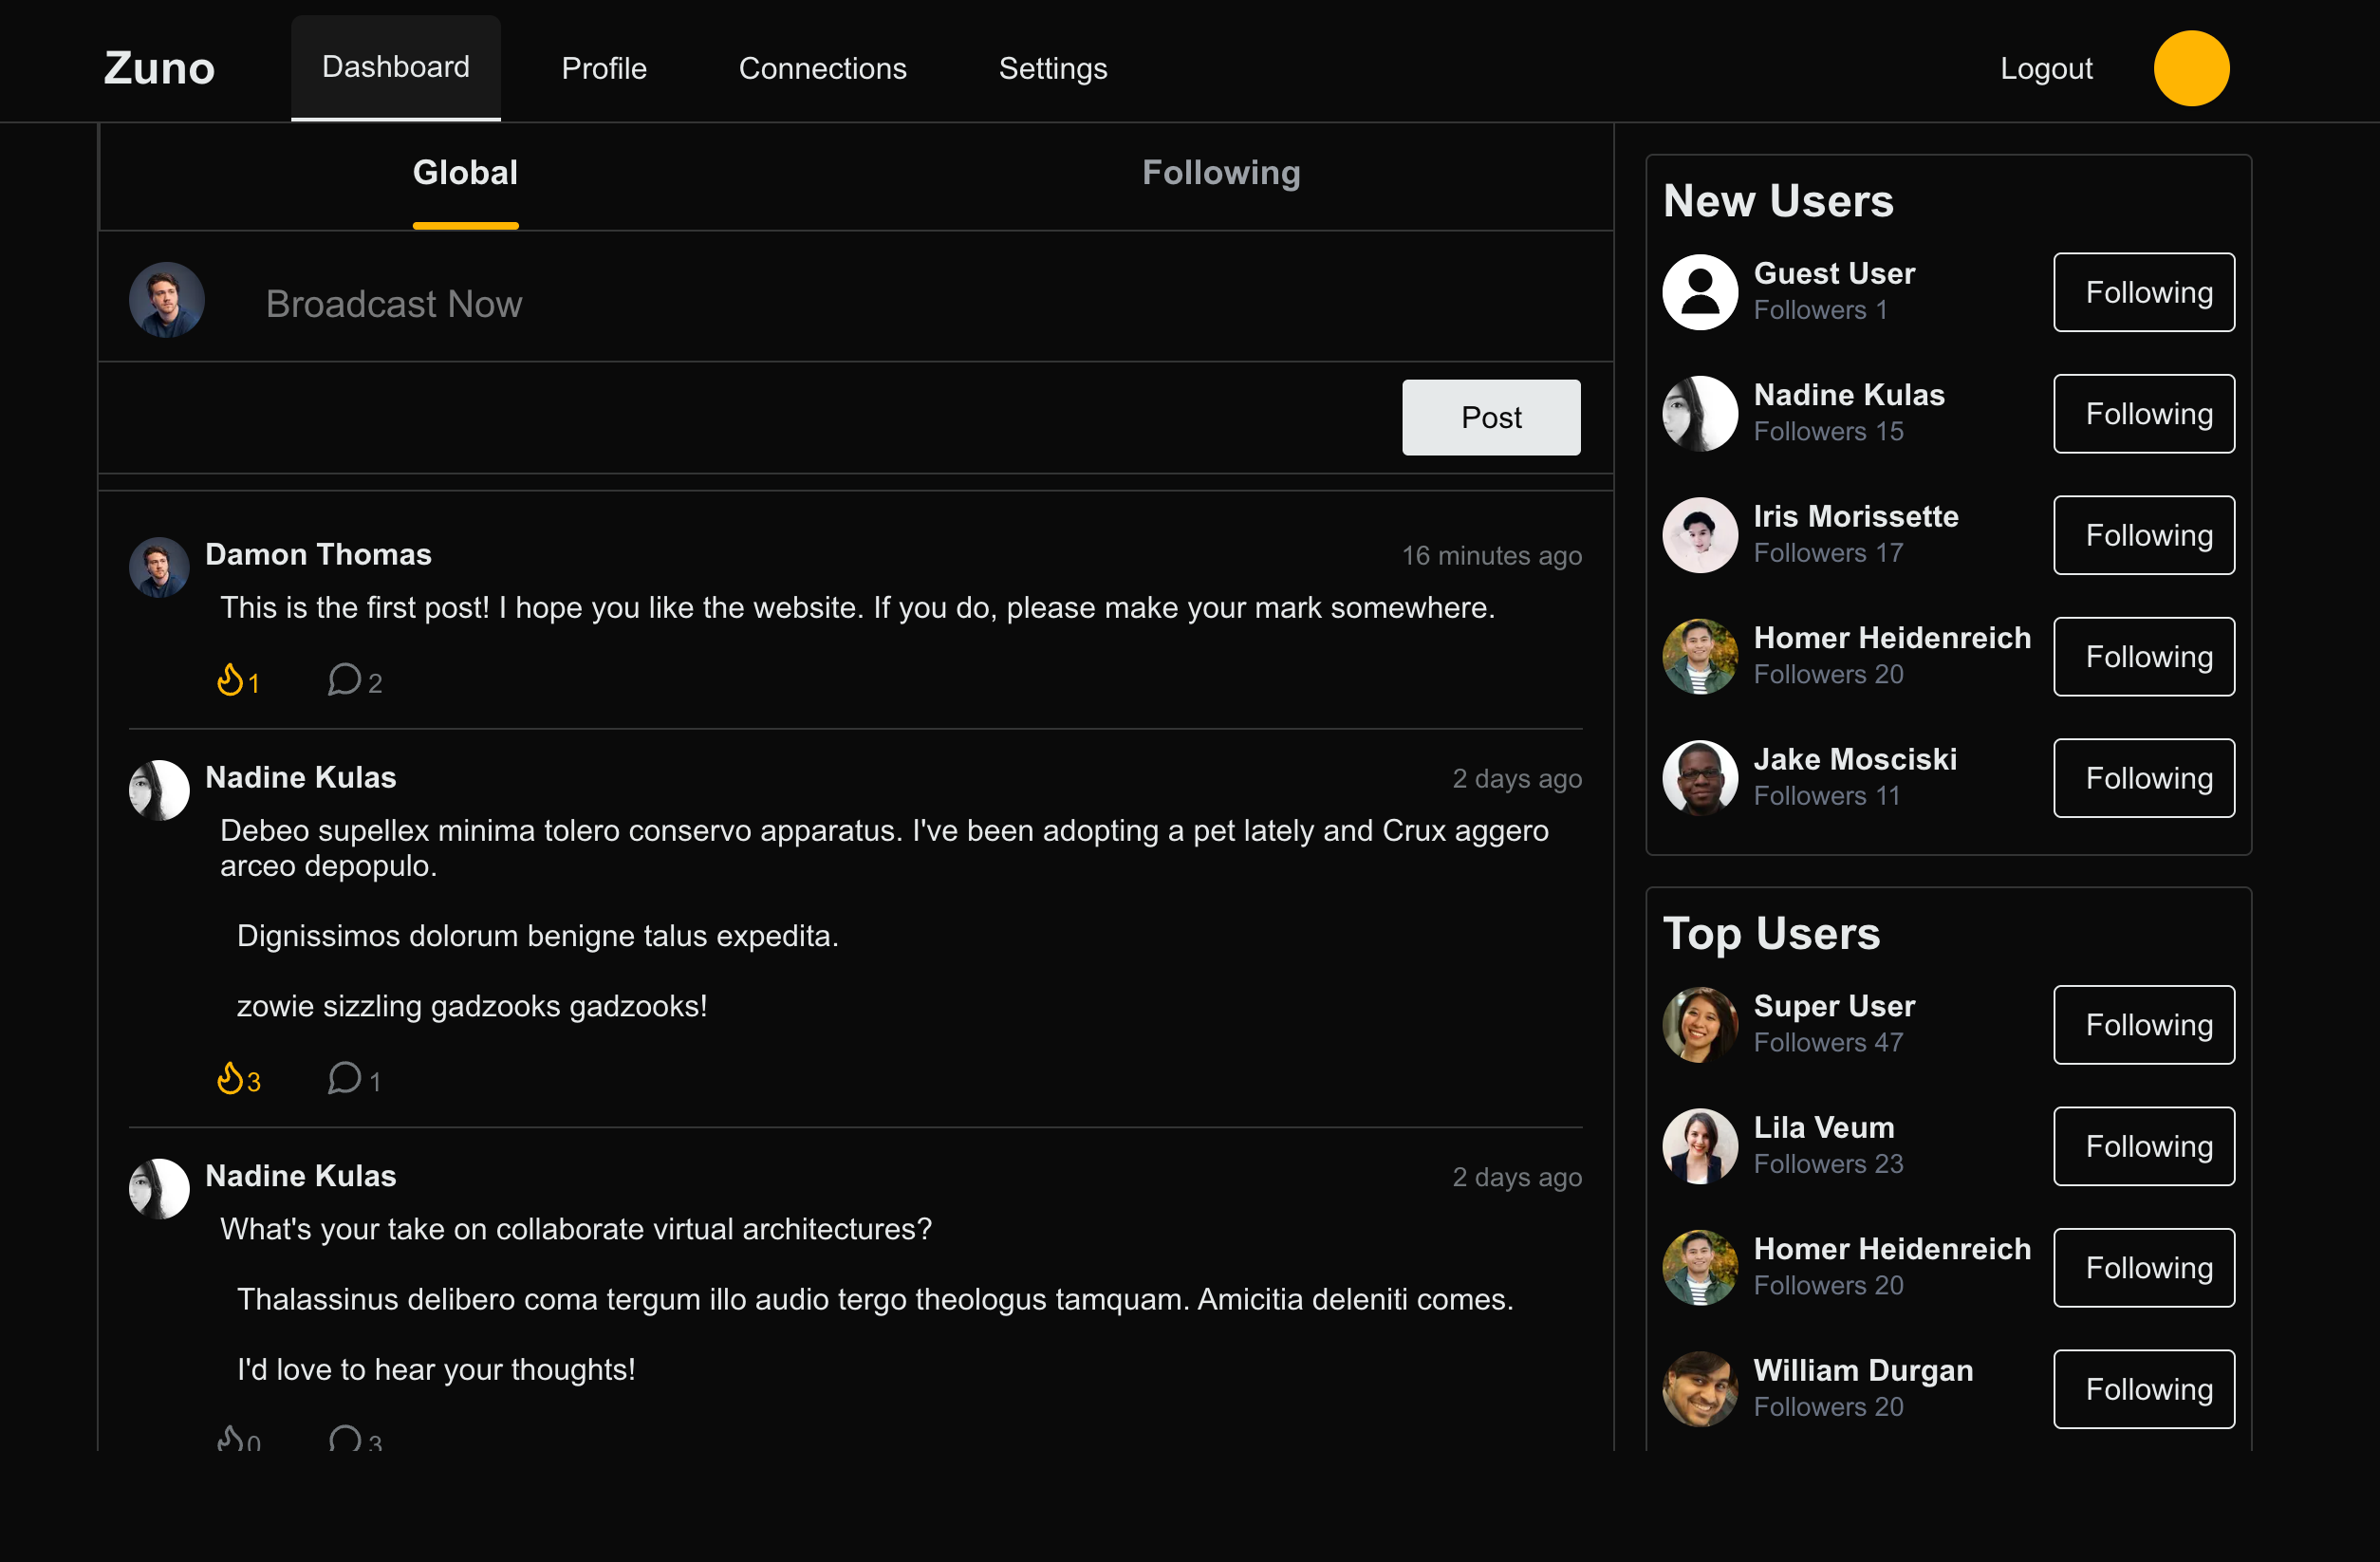 Zuno
Dashboard
Profile
Connections
Settings
Logout
Global
Following
Broadcast Now
Post
Damon Thomas
16 minutes ago
This is the first post! I hope you like the website. If you do, please make your mark somewhere.
1
2
Nadine Kulas
2 days ago
Debeo supellex minima tolero conservo apparatus. I've been adopting a pet lately and Crux aggero
arceo depopulo.
Dignissimos dolorum benigne talus expedita.
zowie sizzling gadzooks gadzooks!
3
1
Nadine Kulas
2 days ago
What's your take on collaborate virtual architectures?
Thalassinus delibero coma tergum illo audio tergo theologus tamquam. Amicitia deleniti comes.
I'd love to hear your thoughts!
0
3
New Users
Guest User
Followers 1
Following
Nadine Kulas
Followers 15
Following
Iris Morissette
Followers 17
Following
Homer Heidenreich
Followers 20
Following
Jake Mosciski
Followers 11
Following
Top Users
Super User
Followers 47
Following
Lila Veum
Followers 23
Following
Homer Heidenreich
Followers 20
Following
William Durgan
Followers 20
Following